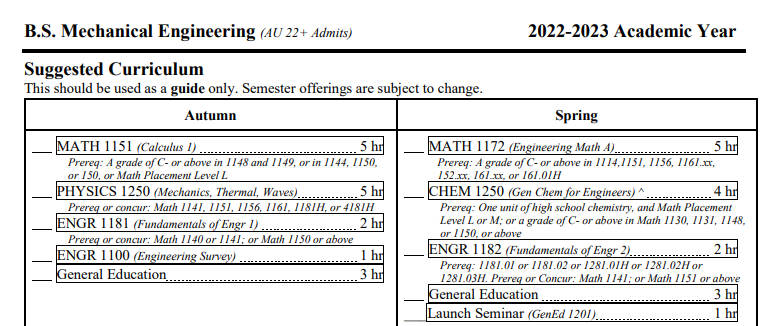 B.S. Mechanical Engineering (AU 22+ Admits) 2022-2023 Academic Year
Suggested Curriculum
This should be used as a guide only. Semester offerings are subject to change.
Autumn
___ MATH 1151 (Calculus 1) 5 hr
Prereq: A grade of C- or above in 1148 and 1149, or in 1144, 1150,
or 150, or Math Placement Level L
___ PHYSICS 1250 (Mechanics, Thermal, Waves) 5 hr
Prereq or concur: Math 1141, 1151, 1156, 1161, 1181H, or 4181H
___ ENGR 1181 (Fundamentals of Engr 1) 2 hr
Prereq or concur: Math 1140 or 1141; or Math 1150 or above
___ ENGR 1100 (Engineering Survey) 1 hr
___ General Education 3 hr
Spring
___ MATH 1172 (Engineering Math A) 5 hr
Prereq: A grade of C- or above in 1114,1151, 1156, 1161.xx,
152.xx, 161.xx, or 161.01H
___ CHEM 1250 (Gen Chem for Engineers) ^ 4 hr
Prereq: One unit of high school chemistry, and Math Placement
Level L or M; or a grade of C- or above in Math 1130, 1131, 1148,
or 1150, or above
___ ENGR 1182 (Fundamentals of Engr 2) 2 hr
Prereq: 1181.01 or 1181.02 or 1281.01H or 1281.02H or
1281.03H. Prereq or Concur: Math 1141; or Math 1151 or above
___ General Education 3 hr
___ Launch Seminar (GenEd 1201) 1 hr